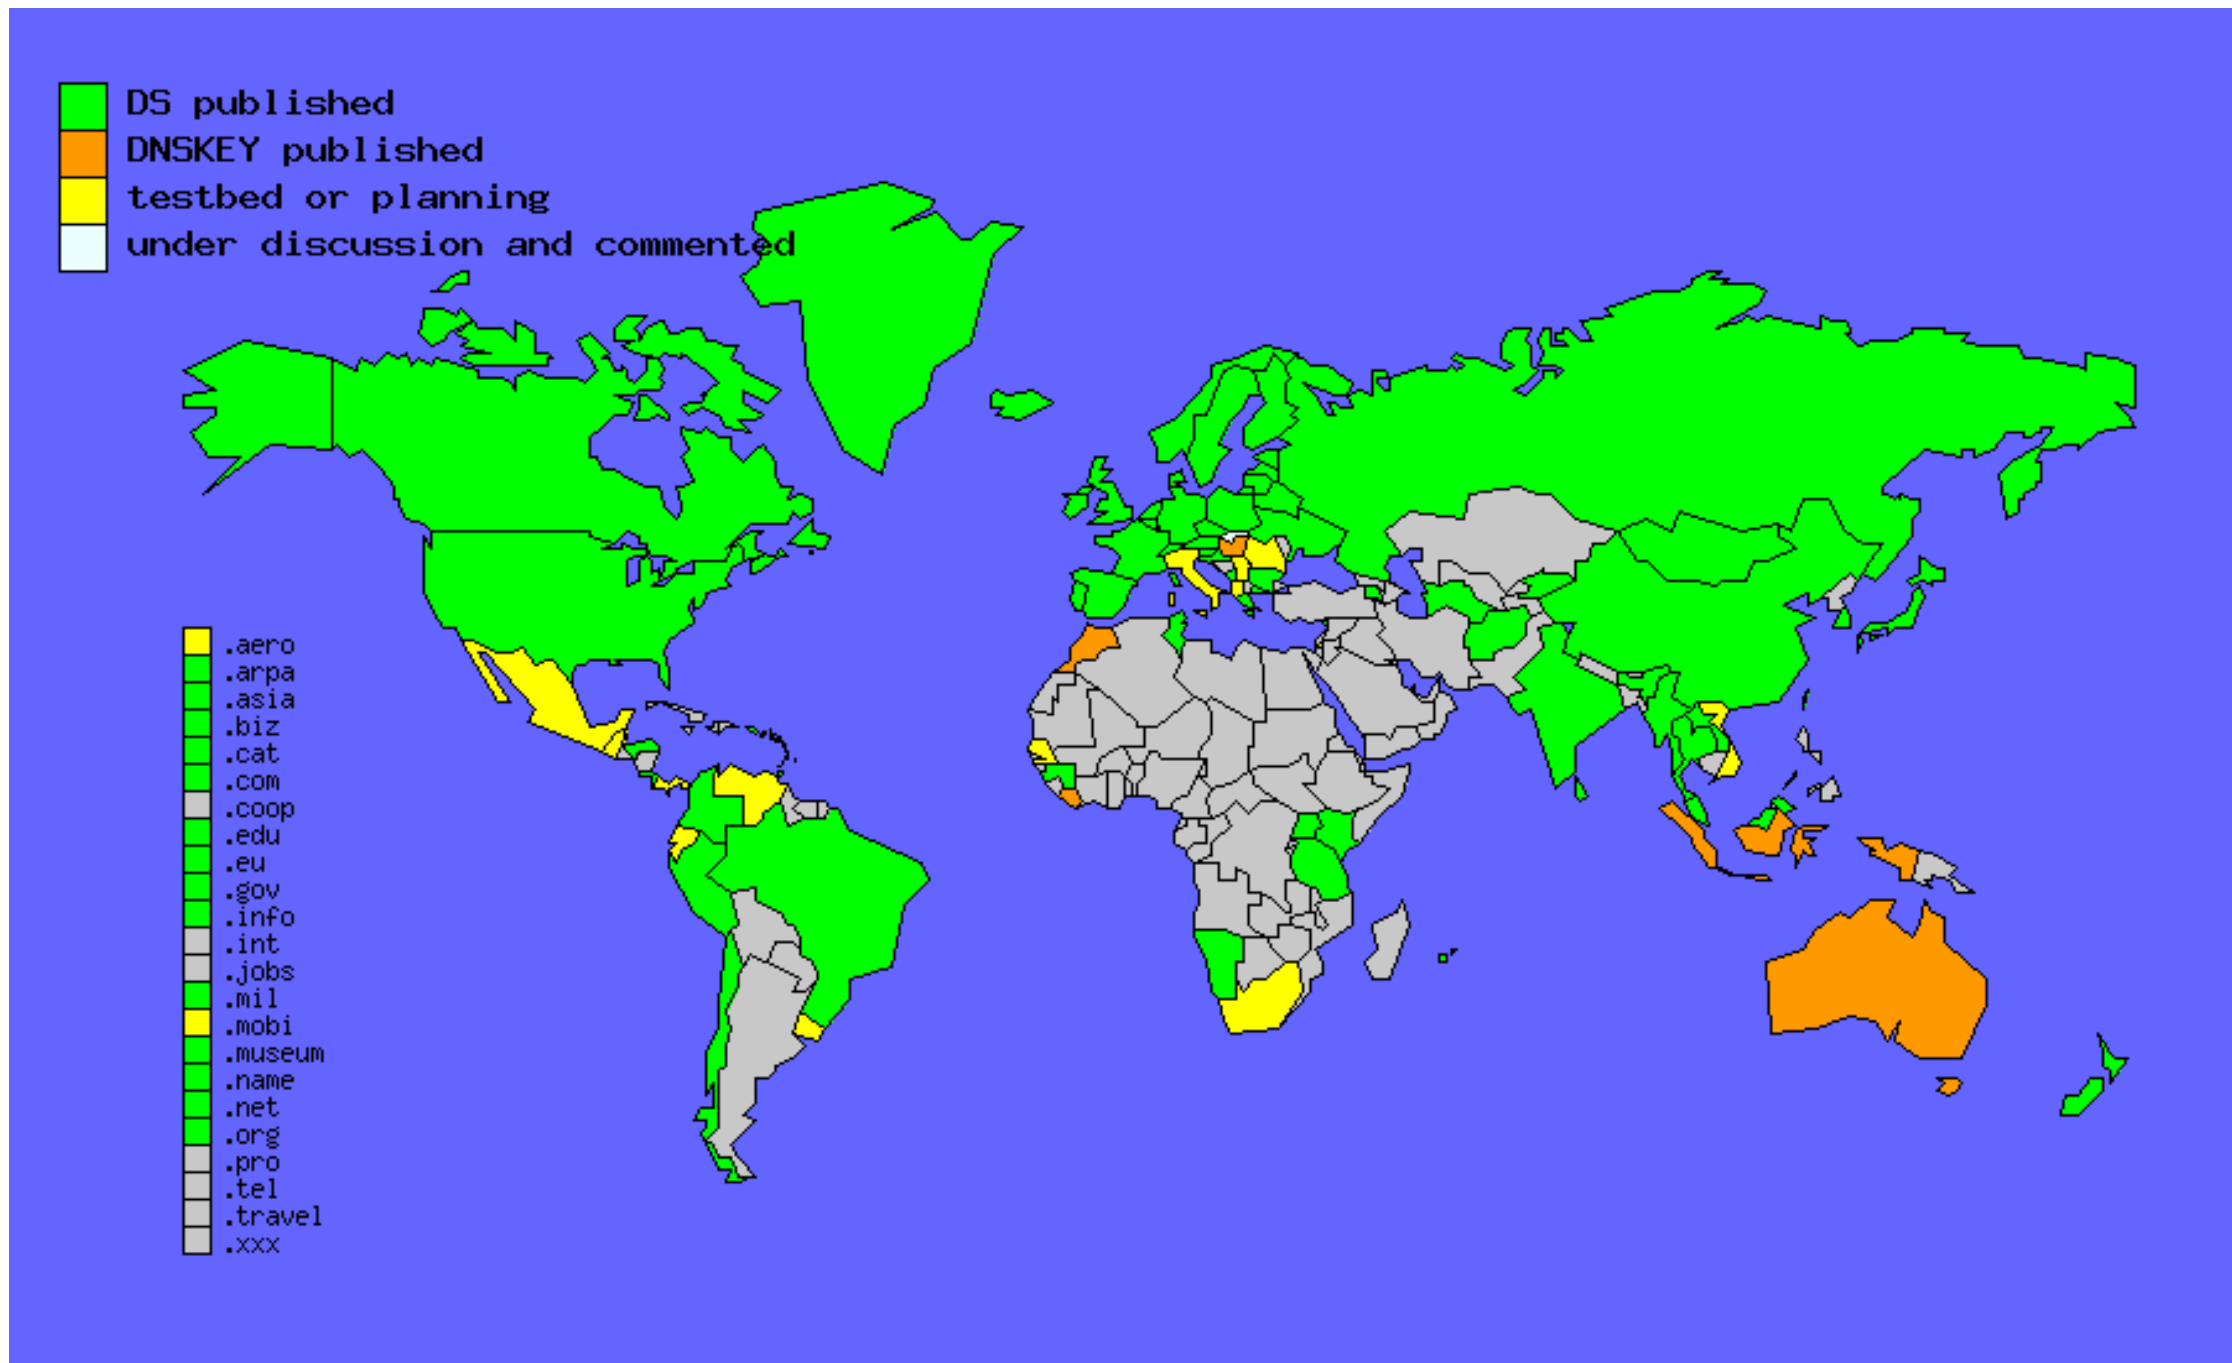 DS published
DNSKEY published
testbed or planning
under discussion and commented
.aero
.arpa
.asia
.biz
.cat
.com
.coop
.edu
.eu
.gov
.info
.int
.jobs
.mil
.mobi
.museum
.name
.net
.org
.pro
.tel
.travel
.xxx